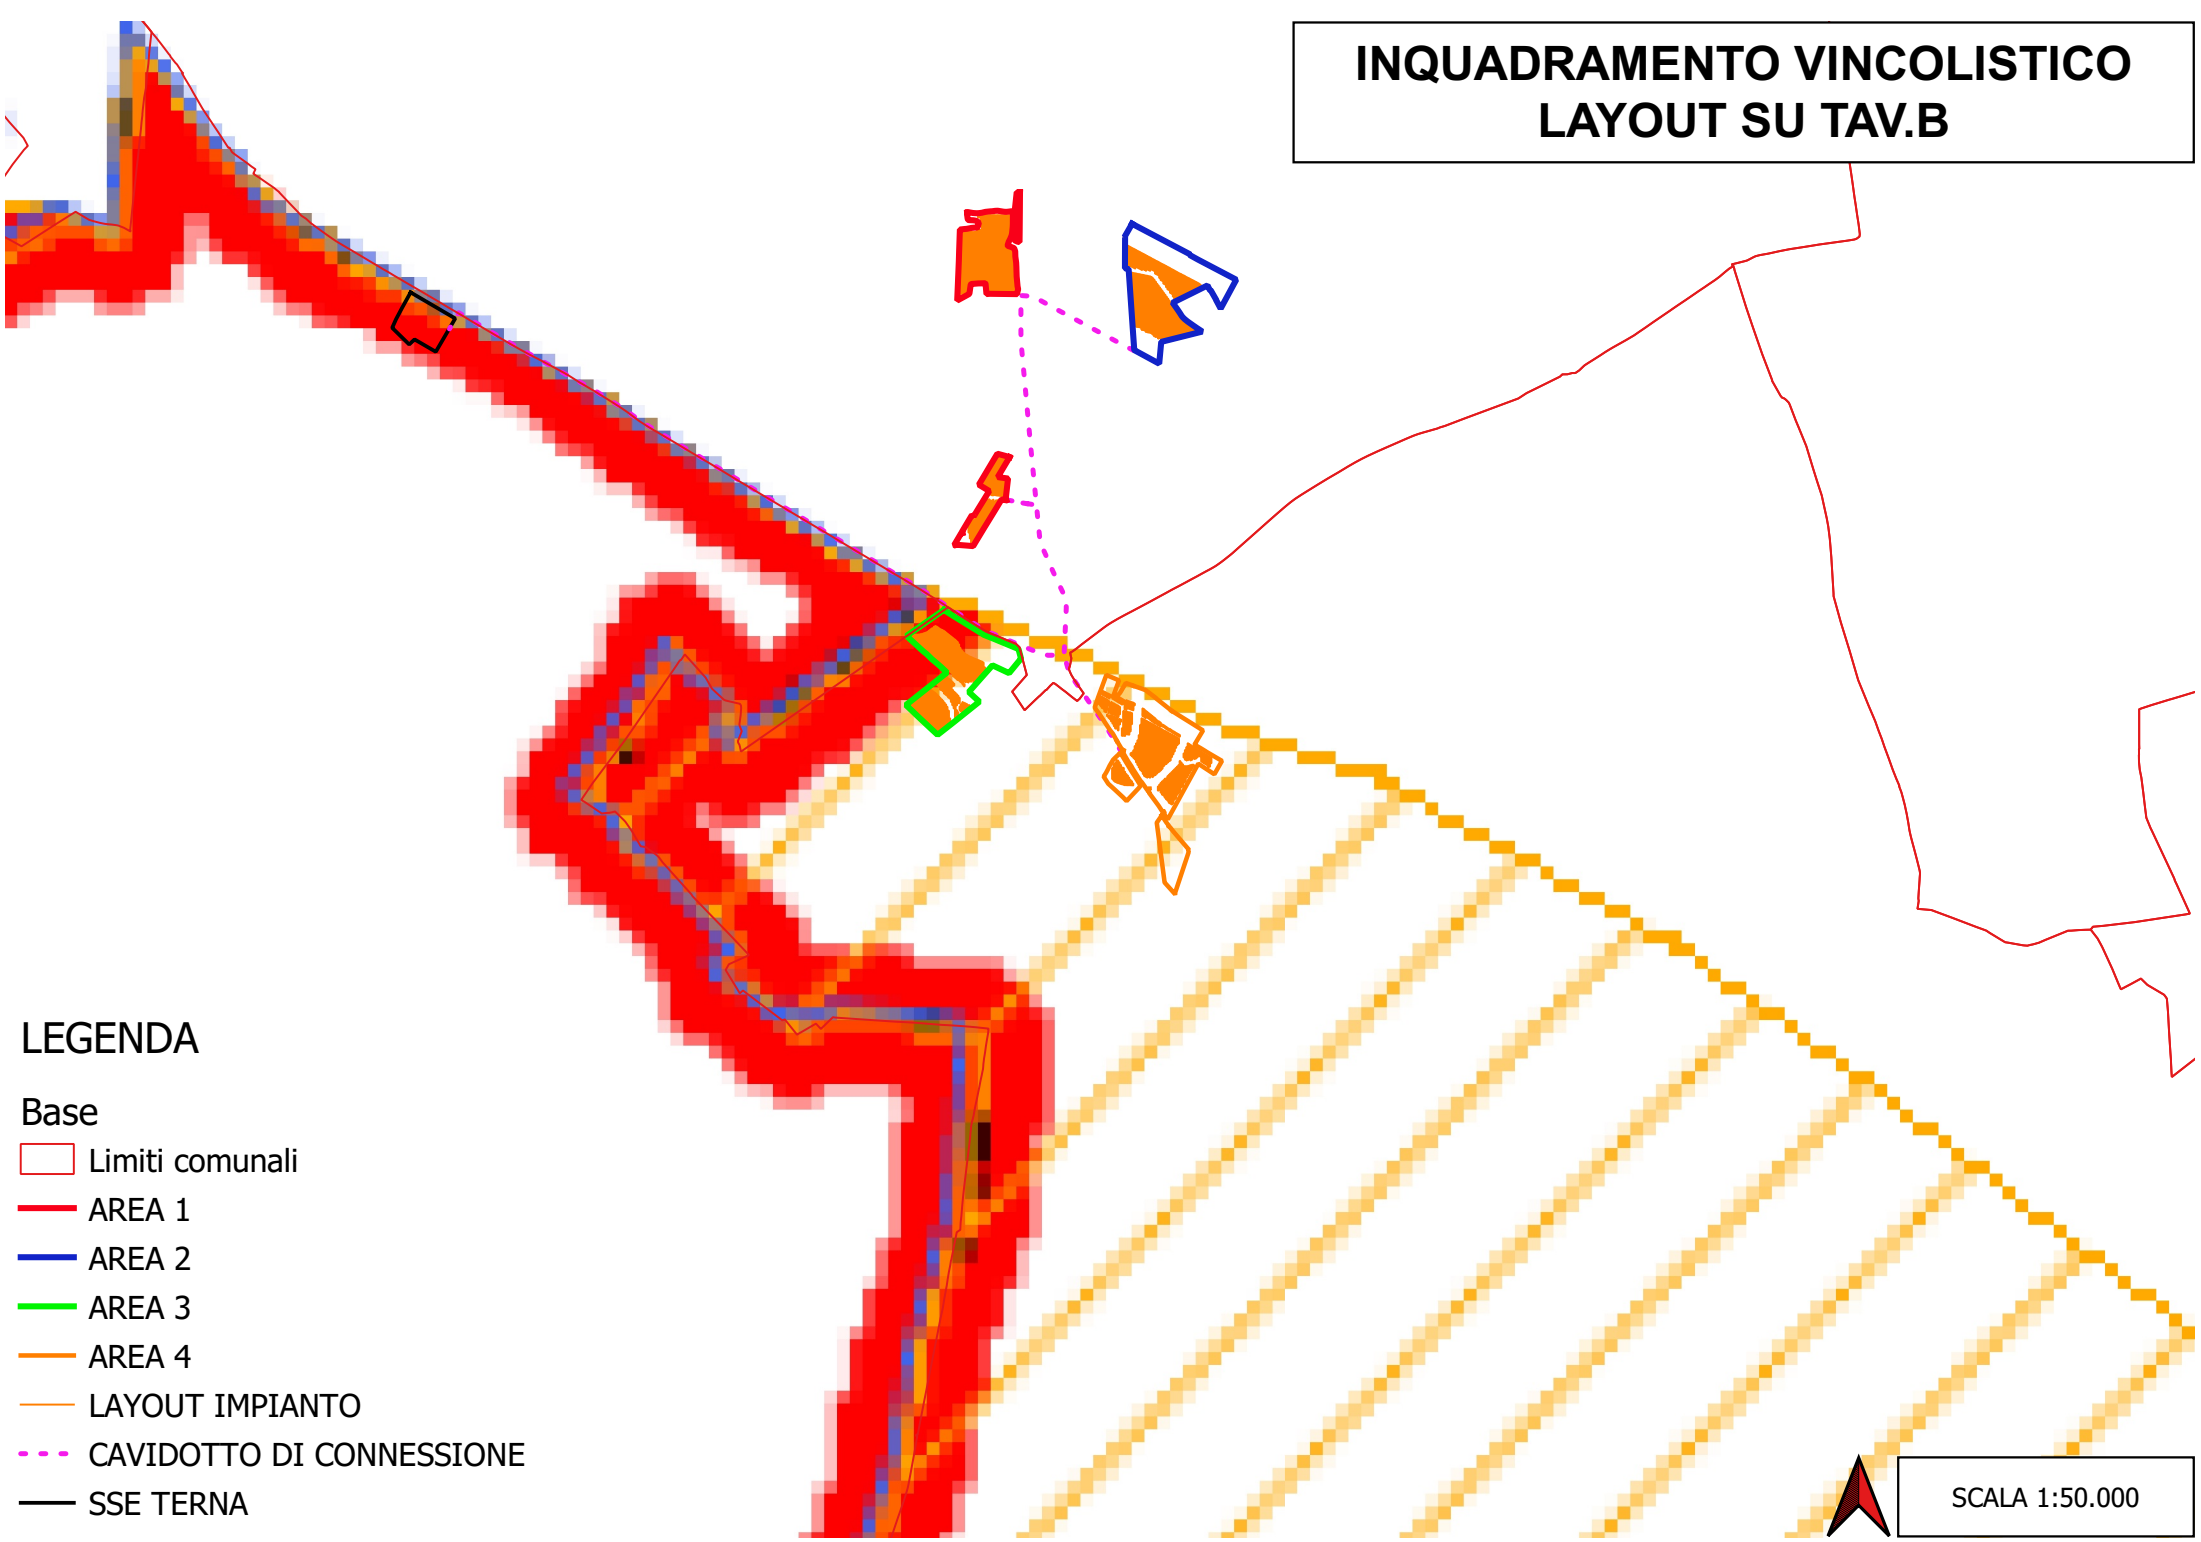 INQUADRAMENTO VINCOLISTICO
LAYOUT SU TAV.B
LEGENDA
Base
Limiti comunali
AREA 1
AREA 2
AREA 3
AREA 4
LAYOUT IMPIANTO
CAVIDOTTO DI CONNESSIONE
SSE TERNA
SCALA 1:50.000